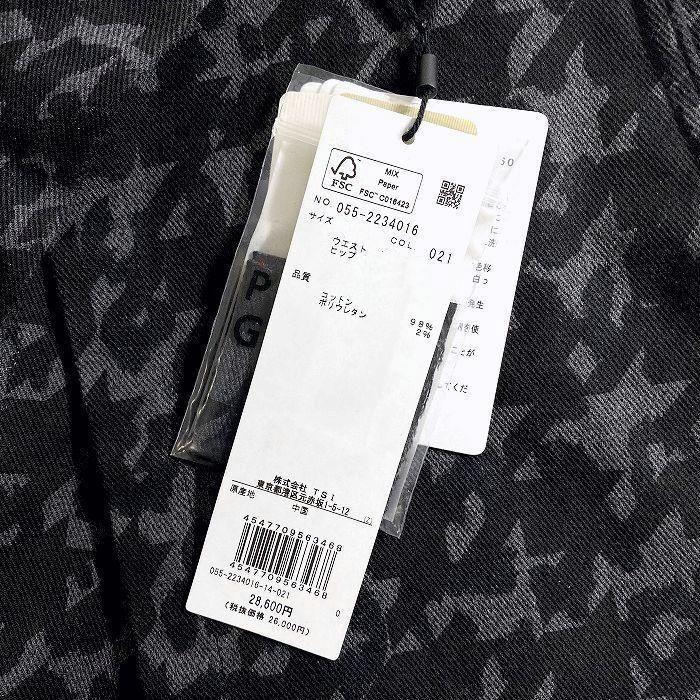 MIX
Paper
FSC™ C016423
FSC
NO. 055-2234016
サイズ
COL. 021
ウエスト
ヒップ
品質
コットン 98%
ポリウレタン 2%
株式会社 TSI
東京都港区元赤坂1-5-12
原産地
中国
4547709563468
4547709563468
055-2234016-14-021
28,600円
(税抜価格 26,000円)
0
P
G